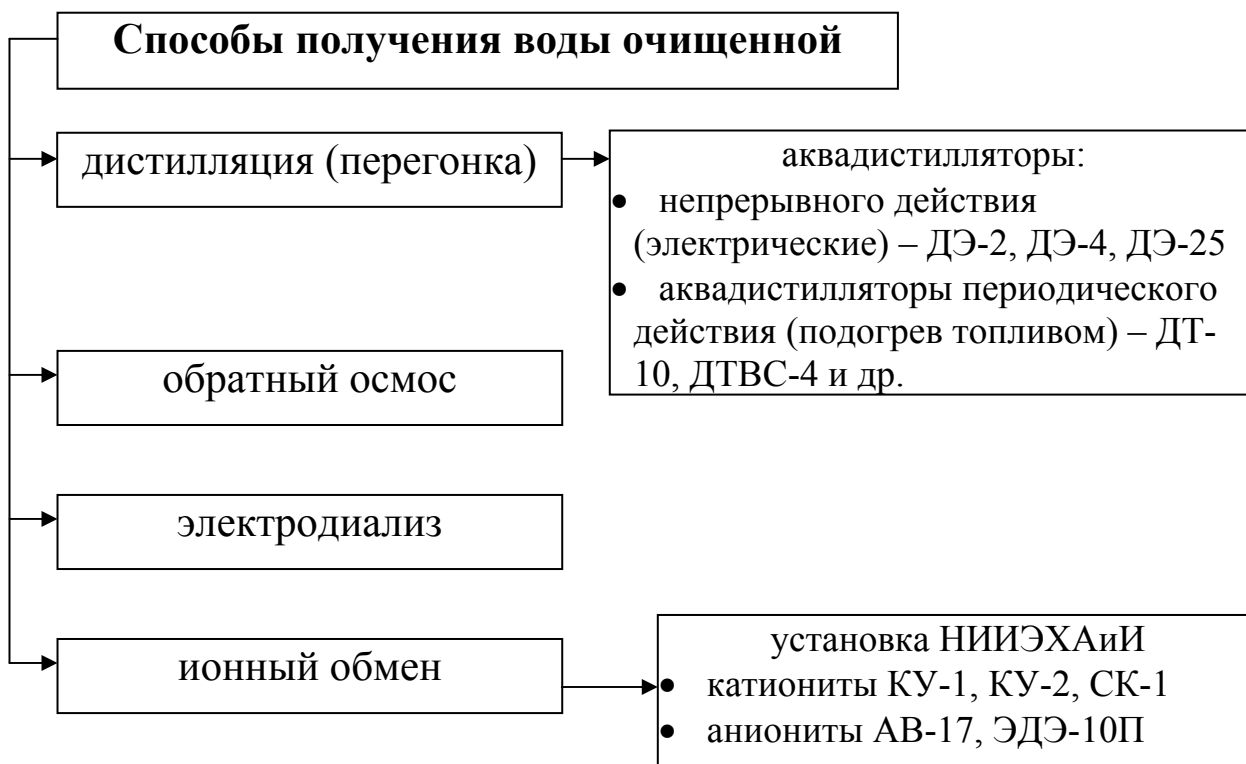 Способы получения воды очищенной
дистилляция (перегонка)
аквадистилляторы:
• непрерывного действия
(электрические) – ДЭ-2, ДЭ-4, ДЭ-25
• аквадистилляторы периодического
действия (подогрев топливом) – ДТ-
10, ДТВС-4 и др.
обратный осмос
электродиализ
ионный обмен
установка НИИЭХАиИ
• катиониты КУ-1, КУ-2, СК-1
• аниониты АВ-17, ЭДЭ-10П